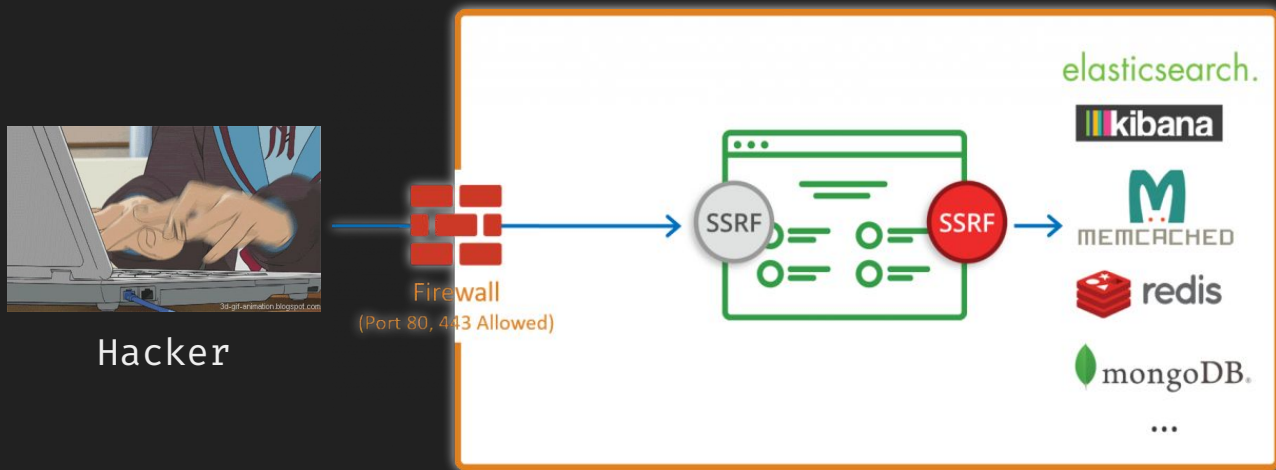 3d-gif-animation.blogspot.com
Hacker
Firewall
(Port 80, 443 Allowed)
SSRF
SSRF
elasticsearch.
kibana
MEMCACHED
redis
mongoDB®
...